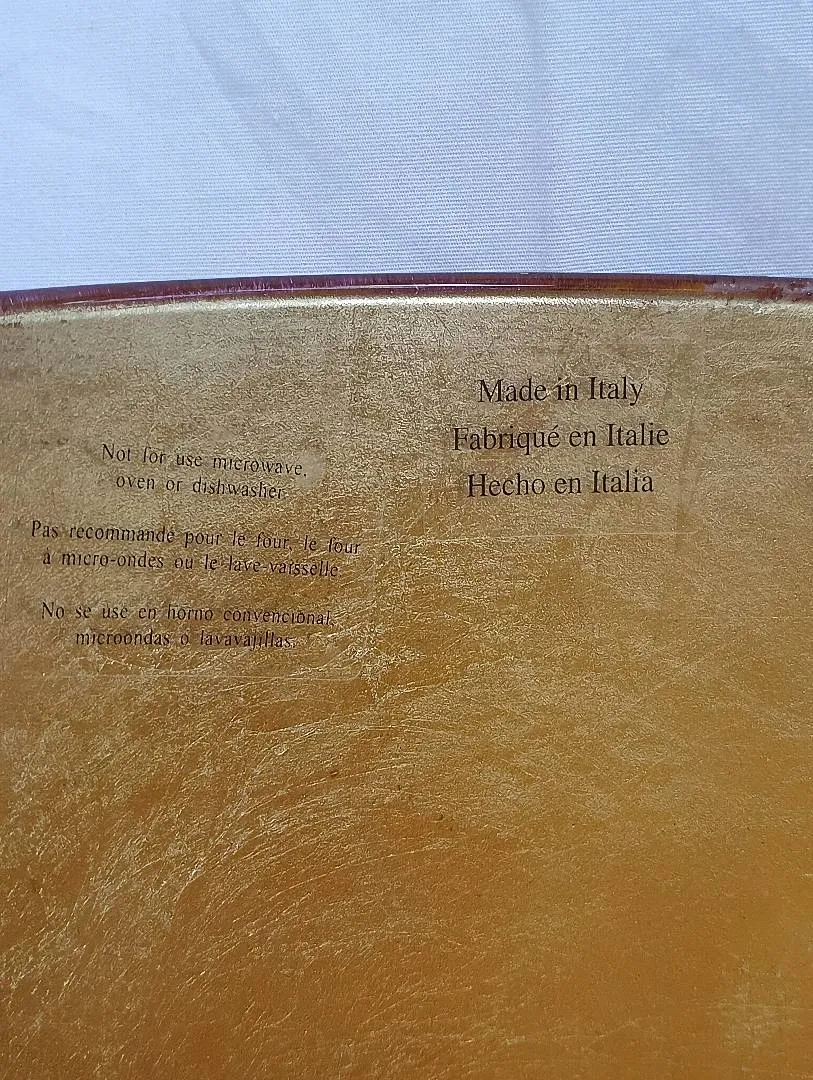 Made in Italy
Fabriqué en Italie
Hecho en Italia
Not for use microwave,
oven or dishwasher
Pas recommandé pour le four, le four
à micro-ondes ou le lave-vaisselle
No se use en horno convencional,
microondas o lavavajillas.